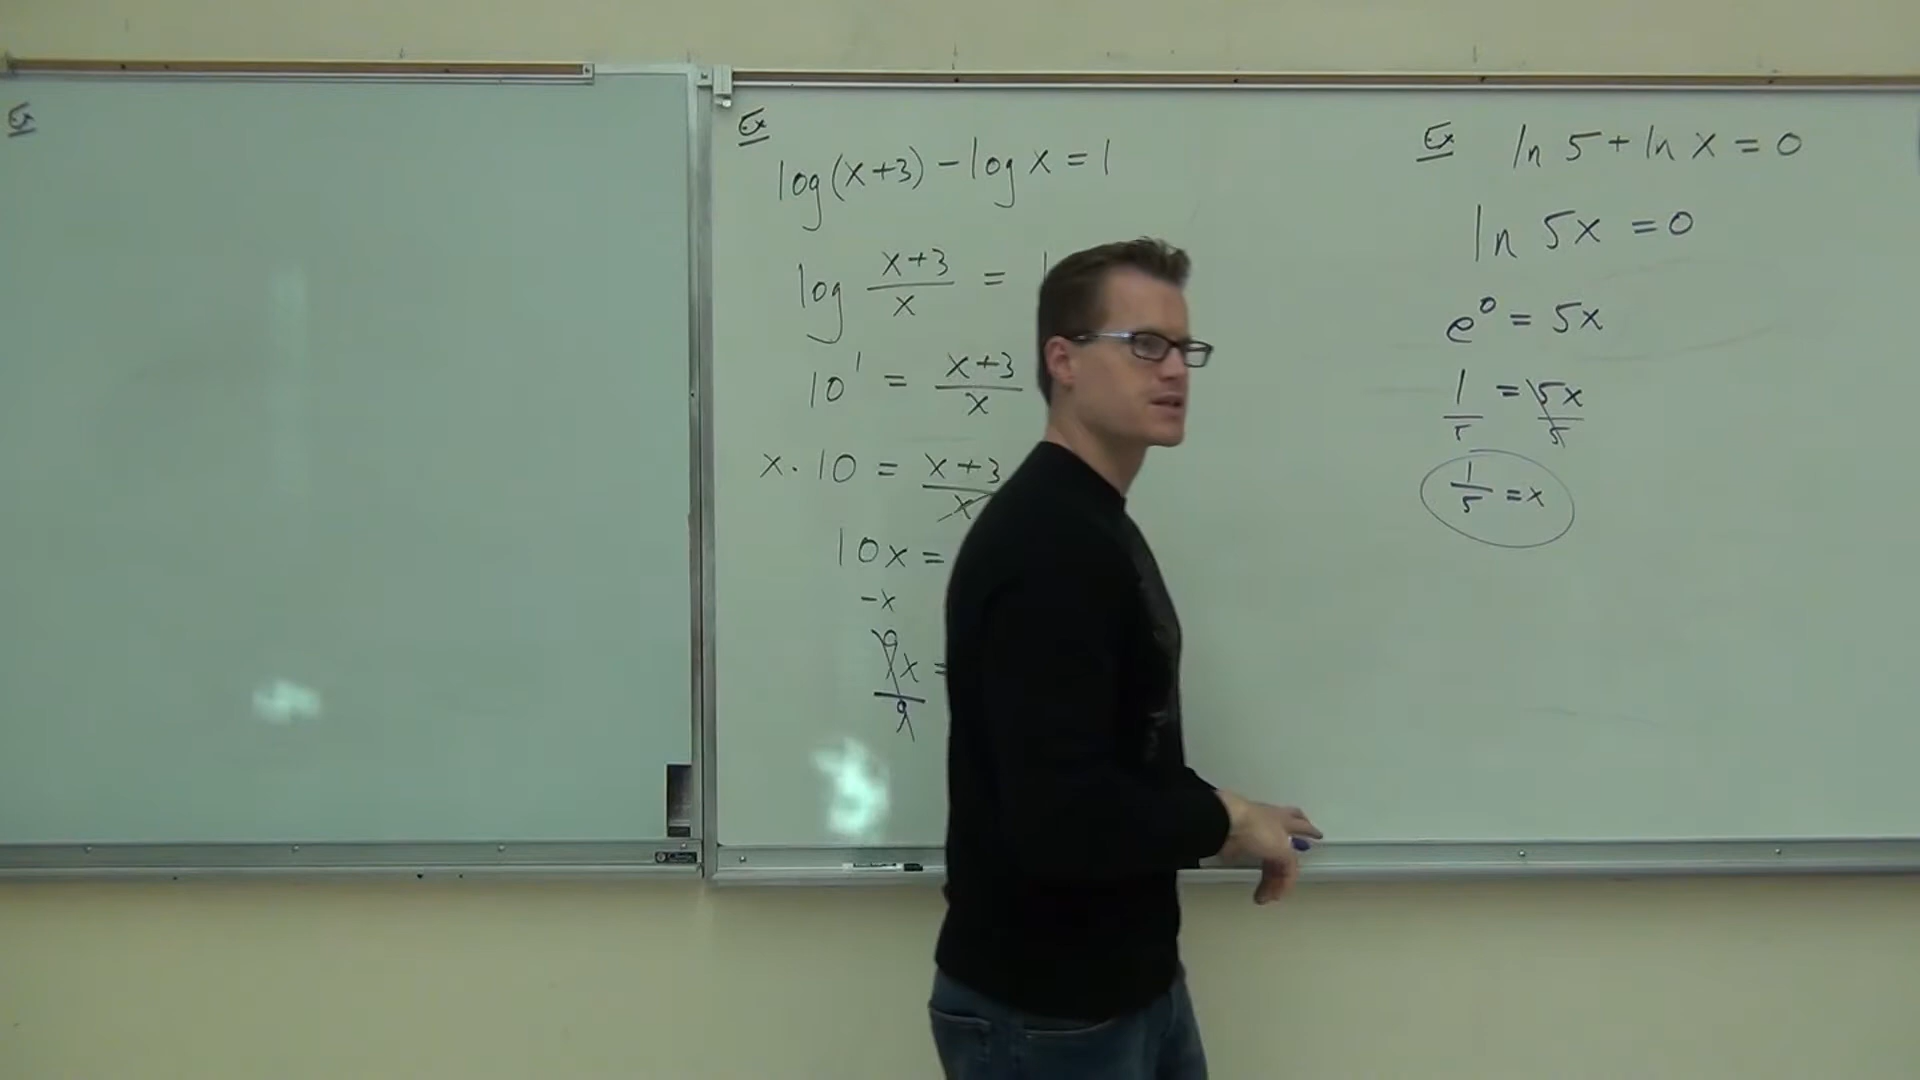 Ex
Ex
log(x+3) - log x = 1
log x+3/x =
10^1 = x+3/x
x · 10 = x+3/x
10x =
-x
9x/9 =
Ex ln 5 + ln x = 0
ln 5x = 0
e^0 = 5x
1/5 = 5x/5
1/5 = x